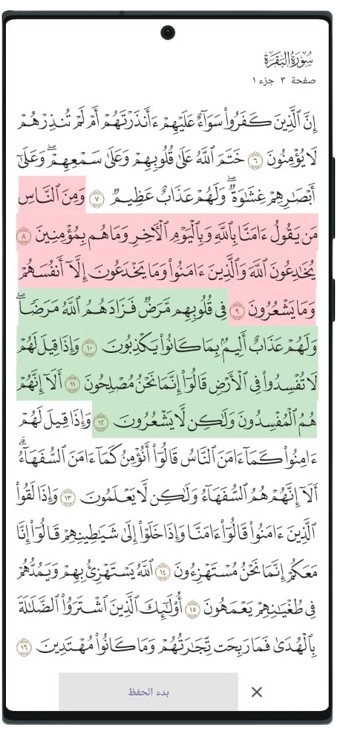 سُورَةُ البَقَرَةِ
صفحة ٣ جزء ١
إِنَّ ٱلَّذِينَ كَفَرُوا۟ سَوَآءٌ عَلَيْهِمْ ءَأَنذَرْتَهُمْ أَمْ لَمْ تُنذِرْهُمْ
لَا يُؤْمِنُونَ ٦ خَتَمَ ٱللَّهُ عَلَىٰ قُلُوبِهِمْ وَعَلَىٰ سَمْعِهِمْ ۖ وَعَلَىٰٓ
أَبْصَٰرِهِمْ غِشَٰوَةٌ ۖ وَلَهُمْ عَذَابٌ عَظِيمٌ ٧ وَمِنَ ٱلنَّاسِ
مَن يَقُولُ ءَامَنَّا بِٱللَّهِ وَبِٱلْيَوْمِ ٱلْءَاخِرِ وَمَا هُم بِمُؤْمِنِينَ ٨
يُخَٰدِعُونَ ٱللَّهَ وَٱلَّذِينَ ءَامَنُوا۟ وَمَا يَخْدَعُونَ إِلَّآ أَنفُسَهُمْ
وَمَا يَشْعُرُونَ ٩ فِى قُلُوبِهِم مَّرَضٌ فَزَادَهُمُ ٱللَّهُ مَرَضًا ۖ
وَلَهُمْ عَذَابٌ أَلِيمٌۢ بِمَا كَانُوا۟ يَكْذِبُونَ ١٠ وَإِذَا قِيلَ لَهُمْ
لَا تُفْسِدُوا۟ فِى ٱلْأَرْضِ قَالُوٓا۟ إِنَّمَا نَحْنُ مُصْلِحُونَ ١١ أَلَآ إِنَّهُمْ
هُمُ ٱلْمُفْسِدُونَ وَلَٰكِن لَّا يَشْعُرُونَ ١٢ وَإِذَا قِيلَ لَهُمْ
ءَامِنُوا۟ كَمَآ ءَامَنَ ٱلنَّاسُ قَالُوٓا۟ أَنُؤْمِنُ كَمَآ ءَامَنَ ٱلسُّفَهَآءُ ۗ
أَلَآ إِنَّهُمْ هُمُ ٱلسُّفَهَآءُ وَلَٰكِن لَّا يَعْلَمُونَ ١٣ وَإِذَا لَقُوا۟
ٱلَّذِينَ ءَامَنُوا۟ قَالُوٓا۟ ءَامَنَّا وَإِذَا خَلَوْا۟ إِلَىٰ شَيَٰطِينِهِمْ قَالُوٓا۟ إِنَّا
مَعَكُمْ إِنَّمَا نَحْنُ مُسْتَهْزِءُونَ ١٤ ٱللَّهُ يَسْتَهْزِئُ بِهِمْ وَيَمُدُّهُمْ
فِى طُغْيَٰنِهِمْ يَعْمَهُونَ ١٥ أُو۟لَٰٓئِكَ ٱلَّذِينَ ٱشْتَرَوُا۟ ٱلضَّلَٰلَةَ
بِٱلْهُدَىٰ فَمَا رَبِحَت تِّجَٰرَتُهُمْ وَمَا كَانُوا۟ مُهْتَدِينَ ١٦
بدء الحفظ